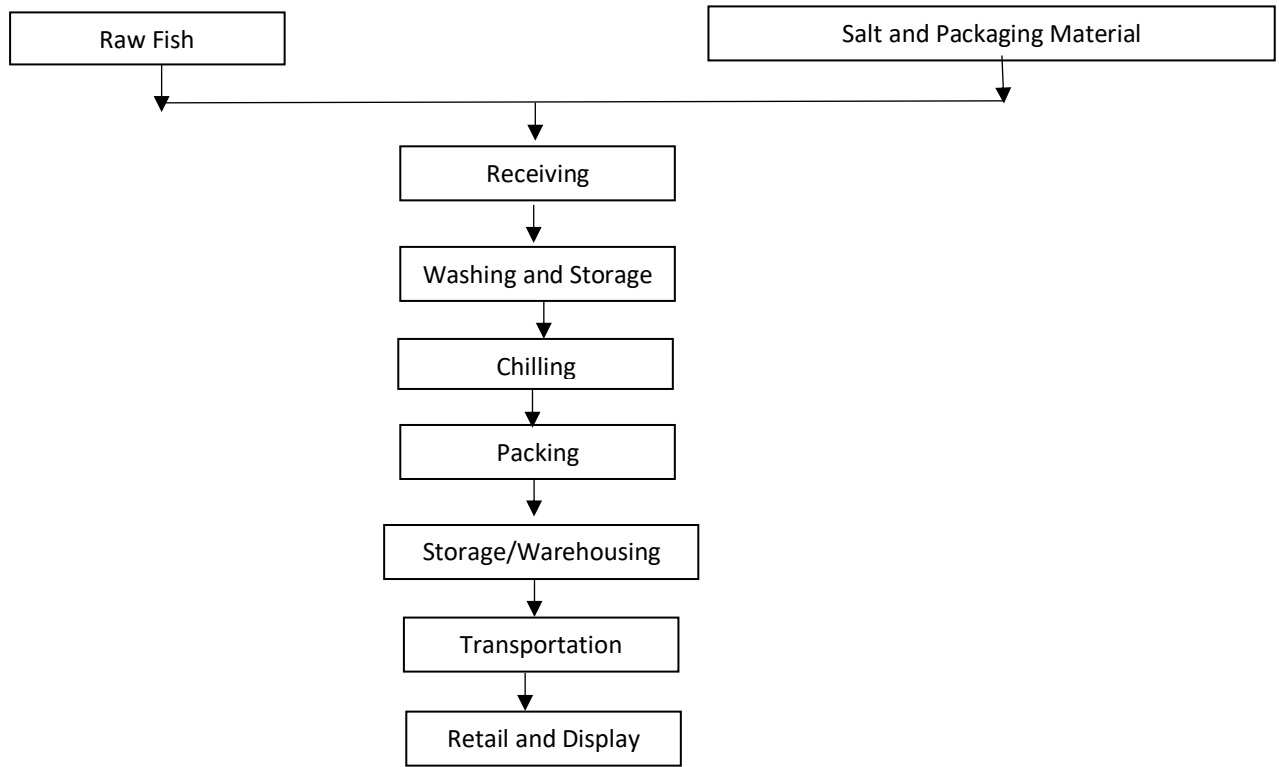 Raw Fish
Salt and Packaging Material
Receiving
Washing and Storage
Chilling
Packing
Storage/Warehousing
Transportation
Retail and Display